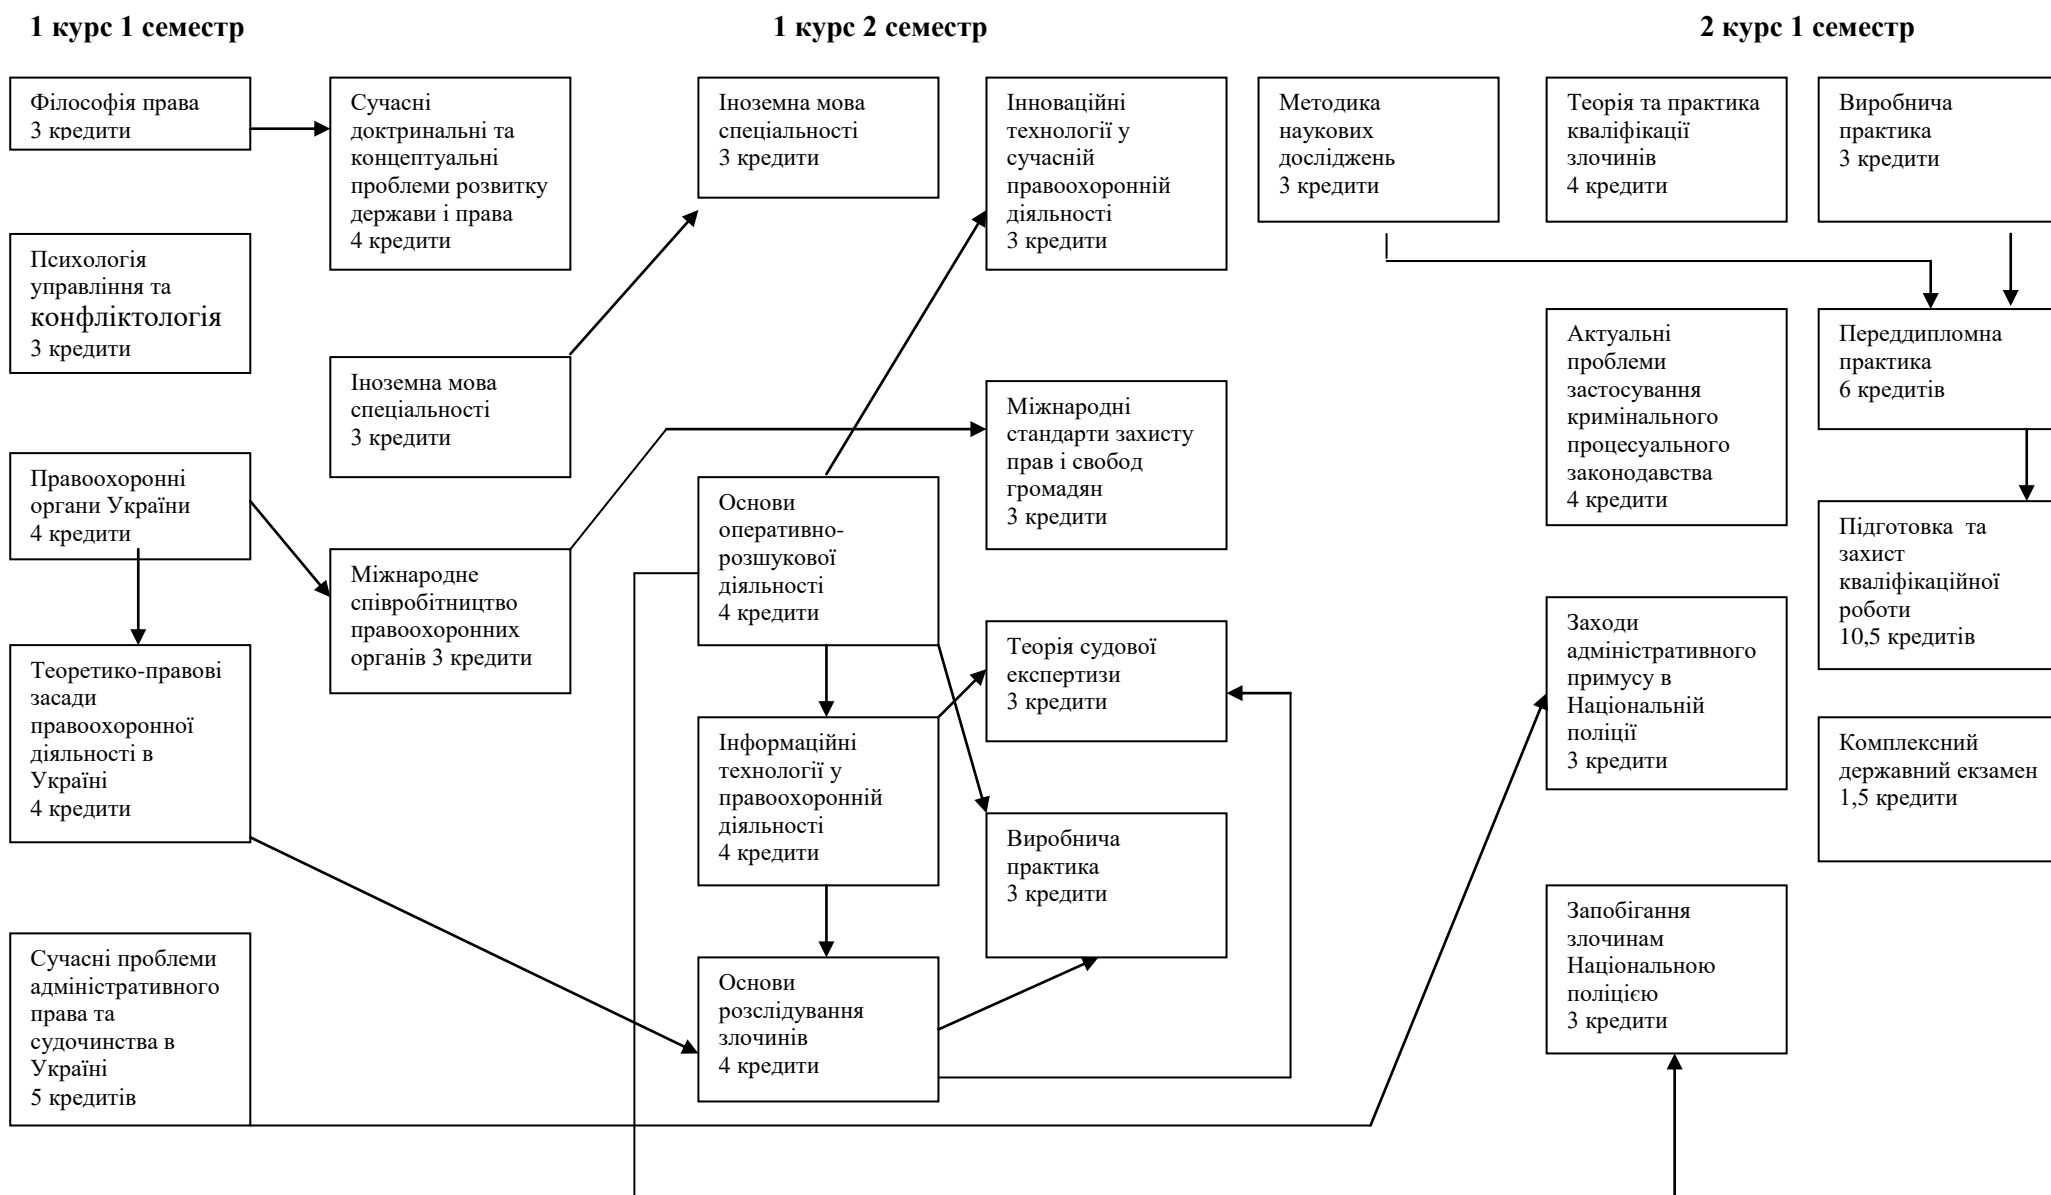 1 курс 1 семестр
1 курс 2 семестр
2 курс 1 семестр
Філософія права
3 кредити
Сучасні
доктринальні та
концептуальні
проблеми розвитку
держави і права
4 кредити
Іноземна мова
спеціальності
3 кредити
Інноваційні
технології у
сучасній
правоохоронній
діяльності
3 кредити
Методика
наукових
досліджень
3 кредити
Теорія та практика
кваліфікації
злочинів
4 кредити
Виробнича
практика
3 кредити
Психологія
управління та
конфліктологія
3 кредити
Іноземна мова
спеціальності
3 кредити
Міжнародні
стандарти захисту
прав і свобод
громадян
3 кредити
Актуальні
проблеми
застосування
кримінального
процесуального
законодавства
4 кредити
Переддипломна
практика
6 кредитів
Правоохоронні
органи України
4 кредити
Міжнародне
співробітництво
правоохоронних
органів 3 кредити
Основи
оперативно-
розшукової
діяльності
4 кредити
Підготовка  та
захист
кваліфікаційної
роботи
10,5 кредитів
Теоретико-правові
засади
правоохоронної
діяльності в
Україні
4 кредити
Теорія судової
експертизи
3 кредити
Заходи
адміністративного
примусу в
Національній
поліції
3 кредити
Інформаційні
технології у
правоохоронній
діяльності
4 кредити
Виробнича
практика
3 кредити
Комплексний
державний екзамен
1,5 кредити
Сучасні проблеми
адміністративного
права та
судочинства в
Україні
5 кредитів
Основи
розслідування
злочинів
4 кредити
Запобігання
злочинам
Національною
поліцією
3 кредити